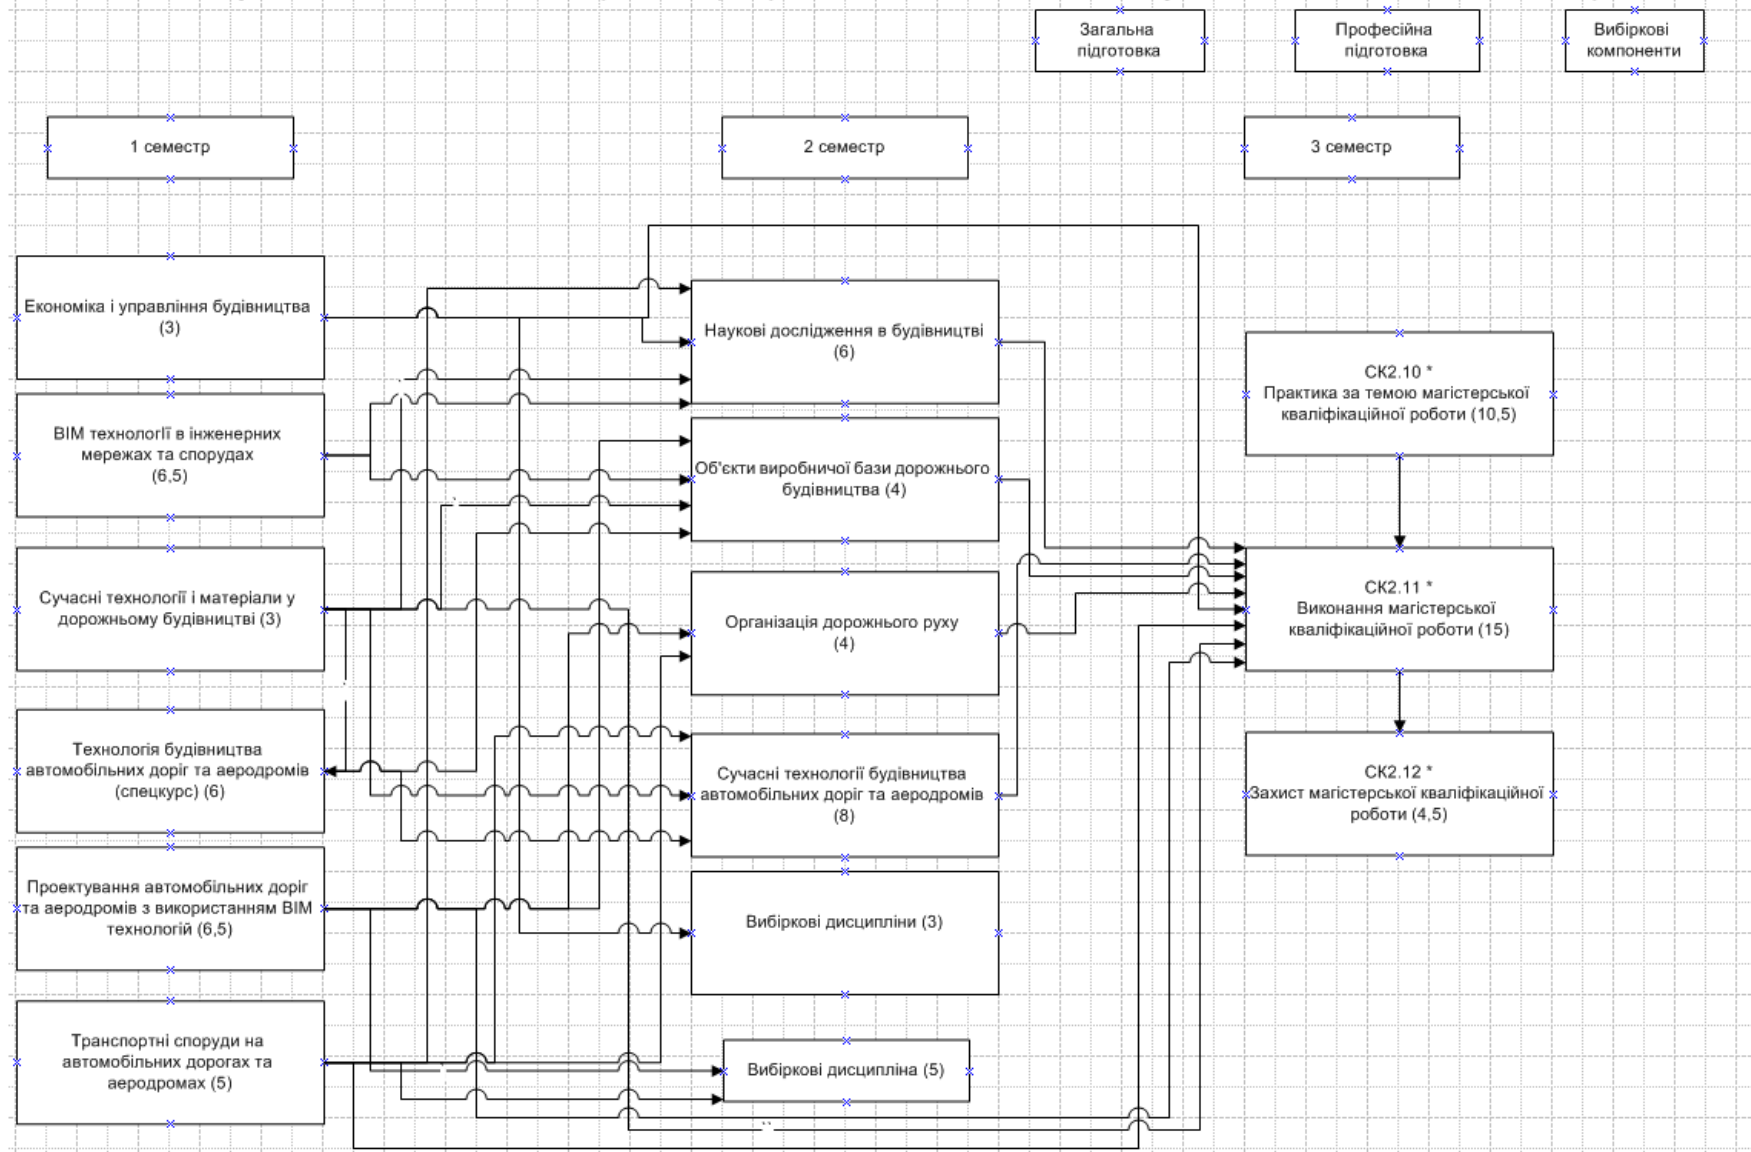 Загальна
підготовка
Професійна
підготовка
Вибіркові
компоненти
1 семестр
2 семестр
3 семестр
Економіка і управління будівництва
(3)
BIM технології в інженерних
мережах та спорудах
(6,5)
Сучасні технології і матеріали у
дорожньому будівництві (3)
Технологія будівництва
автомобільних доріг та аеродромів
(спецкурс) (6)
Проектування автомобільних доріг
та аеродромів з використанням BIM
технологій (6,5)
Транспортні споруди на
автомобільних дорогах та
аеродромах (5)
Наукові дослідження в будівництві
(6)
Об'єкти виробничої бази дорожнього
будівництва (4)
Організація дорожнього руху
(4)
Сучасні технології будівництва
автомобільних доріг та аеродромів
(8)
Вибіркові дисципліни (3)
Вибіркові дисципліна (5)
СК2.10 *
Практика за темою магістерської
кваліфікаційної роботи (10,5)
СК2.11 *
Виконання магістерської
кваліфікаційної роботи (15)
СК2.12 *
Захист магістерської кваліфікаційної
роботи (4,5)